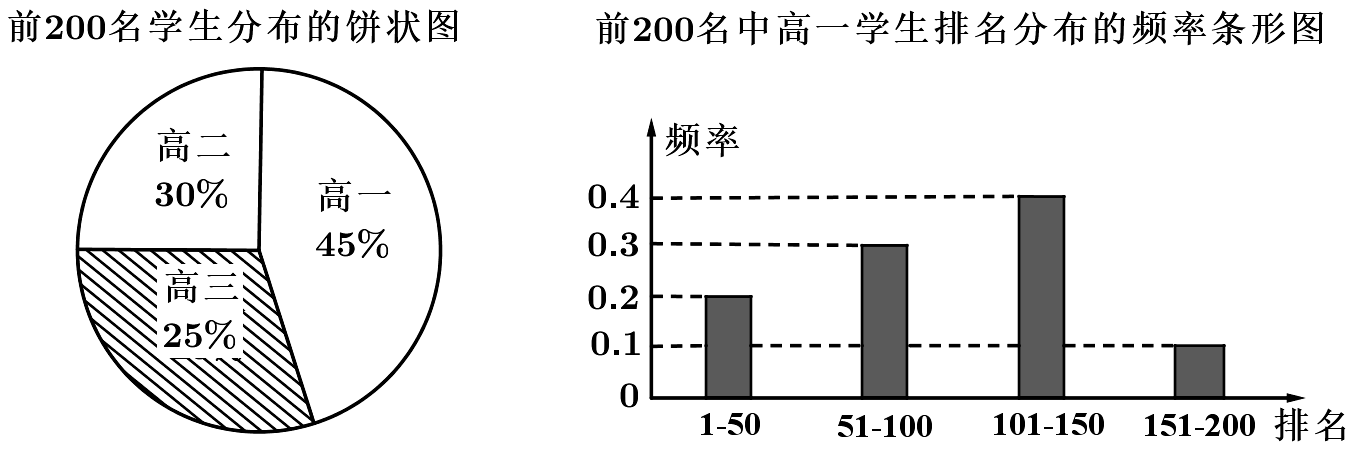 前200名学生分布的饼状图
高二
30%
高一
45%
高三
25%
前200名中高一学生排名分布的频率条形图
频率
0.4
0.3
0.2
0.1
0
1-50
51-100
101-150
151-200
排名